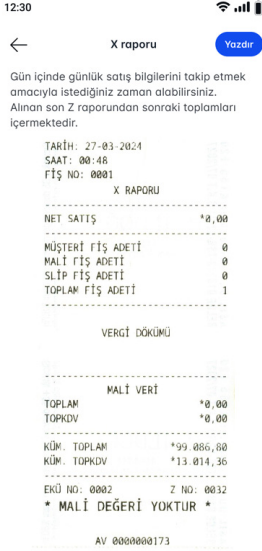 12:30
X raporu
Yazdır
Gün içinde günlük satış bilgilerini takip etmek
amacıyla istediğiniz zaman alabilirsiniz.
Alınan son Z raporundan sonraki toplamları
içermektedir.
TARİH: 27-03-2024
SAAT: 00:48
FİŞ NO: 0001
X RAPORU
NET SATIŞ *0,00
MÜŞTERİ FİŞ ADETİ 0
MALİ FİŞ ADETİ 0
SLİP FİŞ ADETİ 0
TOPLAM FİŞ ADETİ 1
VERGİ DÖKÜMÜ
MALİ VERİ
TOPLAM *0,00
TOPKDV *0,00
KÜM. TOPLAM *99.086,80
KÜM. TOPKDV *13.014,36
EKÜ NO: 0002 Z NO: 0032
* MALİ DEĞERİ YOKTUR *
AV 0000000173